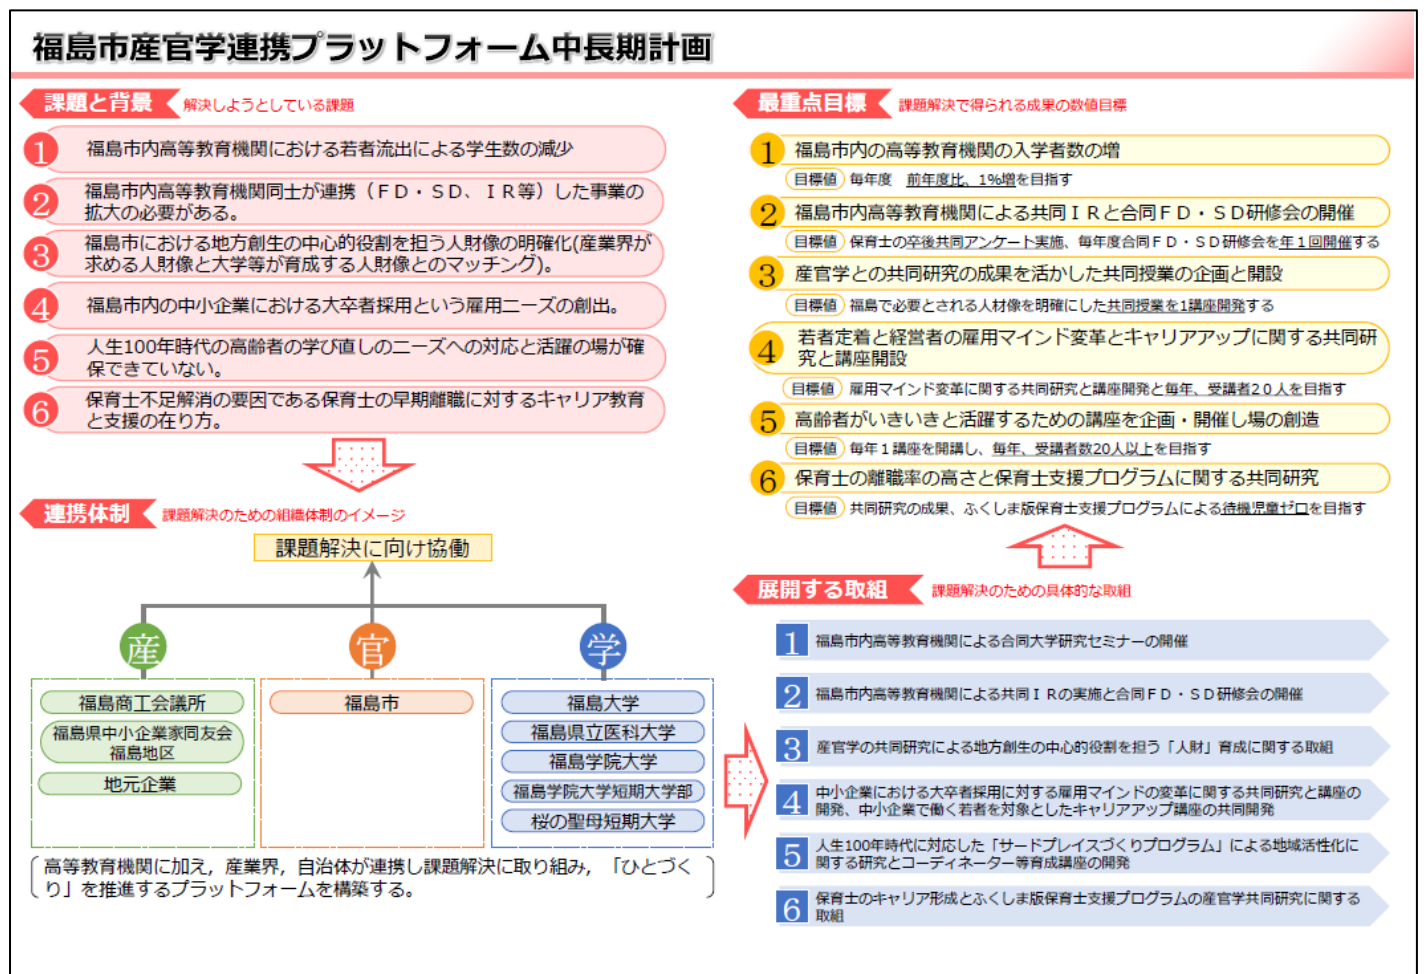 福島市産官学連携プラットフォーム中長期計画
課題と背景
解決しようとしている課題
1
福島市内高等教育機関における若者流出による学生数の減少
2
福島市内高等教育機関同士が連携（ＦＤ・ＳＤ、ＩＲ等）した事業の
拡大の必要がある。
3
福島市における地方創生の中心的役割を担う人財像の明確化(産業界が
求める人財像と大学等が育成する人財像とのマッチング)。
4
福島市内の中小企業における大卒者採用という雇用ニーズの創出。
5
人生100年時代の高齢者の学び直しのニーズへの対応と活躍の場が確
保できていない。
6
保育士不足解消の要因である保育士の早期離職に対するキャリア教育
と支援の在り方。
連携体制
課題解決のための組織体制のイメージ
課題解決に向け協働
産
官
学
福島商工会議所
福島県中小企業家同友会
福島地区
地元企業
福島市
福島大学
福島県立医科大学
福島学院大学
福島学院大学短期大学部
桜の聖母短期大学
高等教育機関に加え，産業界，自治体が連携し課題解決に取り組み，「ひとづく
り」を推進するプラットフォームを構築する。
最重点目標
課題解決で得られる成果の数値目標
1
福島市内の高等教育機関の入学者数の増
目標値 毎年度　前年度比、1%増を目指す
2
福島市内高等教育機関による共同ＩＲと合同ＦＤ・ＳＤ研修会の開催
目標値 保育士の卒後共同アンケート実施、毎年度合同ＦＤ・ＳＤ研修会を年１回開催する
3
産官学との共同研究の成果を活かした共同授業の企画と開設
目標値 福島で必要とされる人材像を明確にした共同授業を1講座開発する
4
若者定着と経営者の雇用マインド変革とキャリアアップに関する共同研
究と講座開設
目標値 雇用マインド変革に関する共同研究と講座開発と毎年、受講者２０人を目指す
5
高齢者がいきいきと活躍するための講座を企画・開催し場の創造
目標値 毎年１講座を開講し、毎年、受講者数20人以上を目指す
6
保育士の離職率の高さと保育士支援プログラムに関する共同研究
目標値 共同研究の成果、ふくしま版保育士支援プログラムによる待機児童ゼロを目指す
展開する取組
課題解決のための具体的な取組
1
福島市内高等教育機関による合同大学研究セミナーの開催
2
福島市内高等教育機関による共同ＩＲの実施と合同ＦＤ・ＳＤ研修会の開催
3
産官学の共同研究による地方創生の中心的役割を担う「人財」育成に関する取組
4
中小企業における大卒者採用に対する雇用マインドの変革に関する共同研究と講座の
開発、中小企業で働く若者を対象としたキャリアアップ講座の共同開発
5
人生100年時代に対応した「サードプレイスづくりプログラム」による地域活性化に
関する研究とコーディネーター等育成講座の開発
6
保育士のキャリア形成とふくしま版保育士支援プログラムの産官学共同研究に関する
取組